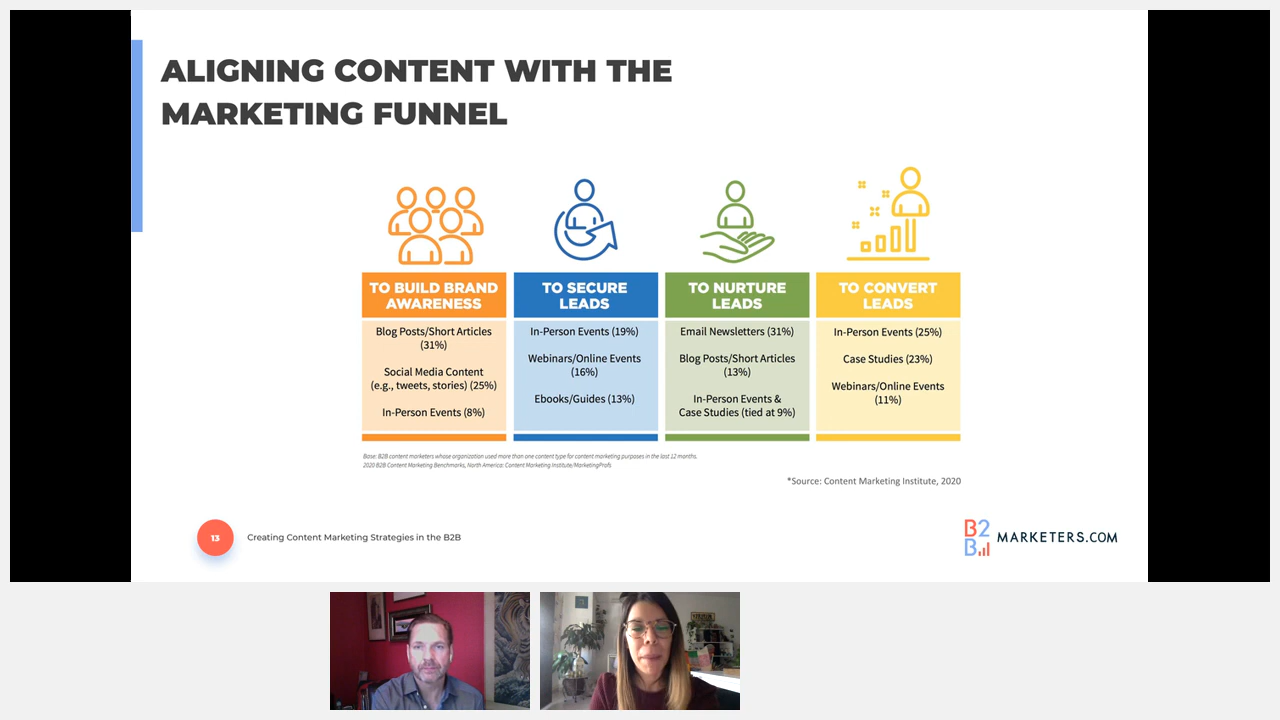 ALIGNING CONTENT WITH THE
MARKETING FUNNEL
TO BUILD BRAND
AWARENESS
Blog Posts/Short Articles
(31%)
Social Media Content
(e.g., tweets, stories) (25%)
In-Person Events (8%)
TO SECURE
LEADS
In-Person Events (19%)
Webinars/Online Events
(16%)
Ebooks/Guides (13%)
TO NURTURE
LEADS
Email Newsletters (31%)
Blog Posts/Short Articles
(13%)
In-Person Events &
Case Studies (tied at 9%)
TO CONVERT
LEADS
In-Person Events (25%)
Case Studies (23%)
Webinars/Online Events
(11%)
Base: B2B content marketers whose organization used more than one content type for content marketing purposes in the last 12 months.
2020 B2B Content Marketing Benchmarks, North America: Content Marketing Institute/MarketingProfs
*Source: Content Marketing Institute, 2020
13
Creating Content Marketing Strategies in the B2B
B2B MARKETERS.COM